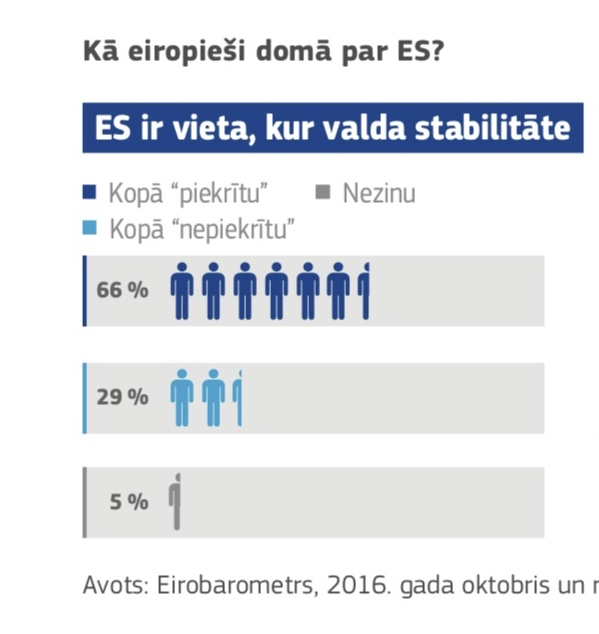 Kā eiropieši domā par ES?
ES ir vieta, kur valda stabilitāte
Kopā “piekrītu” Nezinu
Kopā “nepiekrītu”
66 %
29 %
5 %
Avots: Eirobarometrs, 2016. gada oktobris un